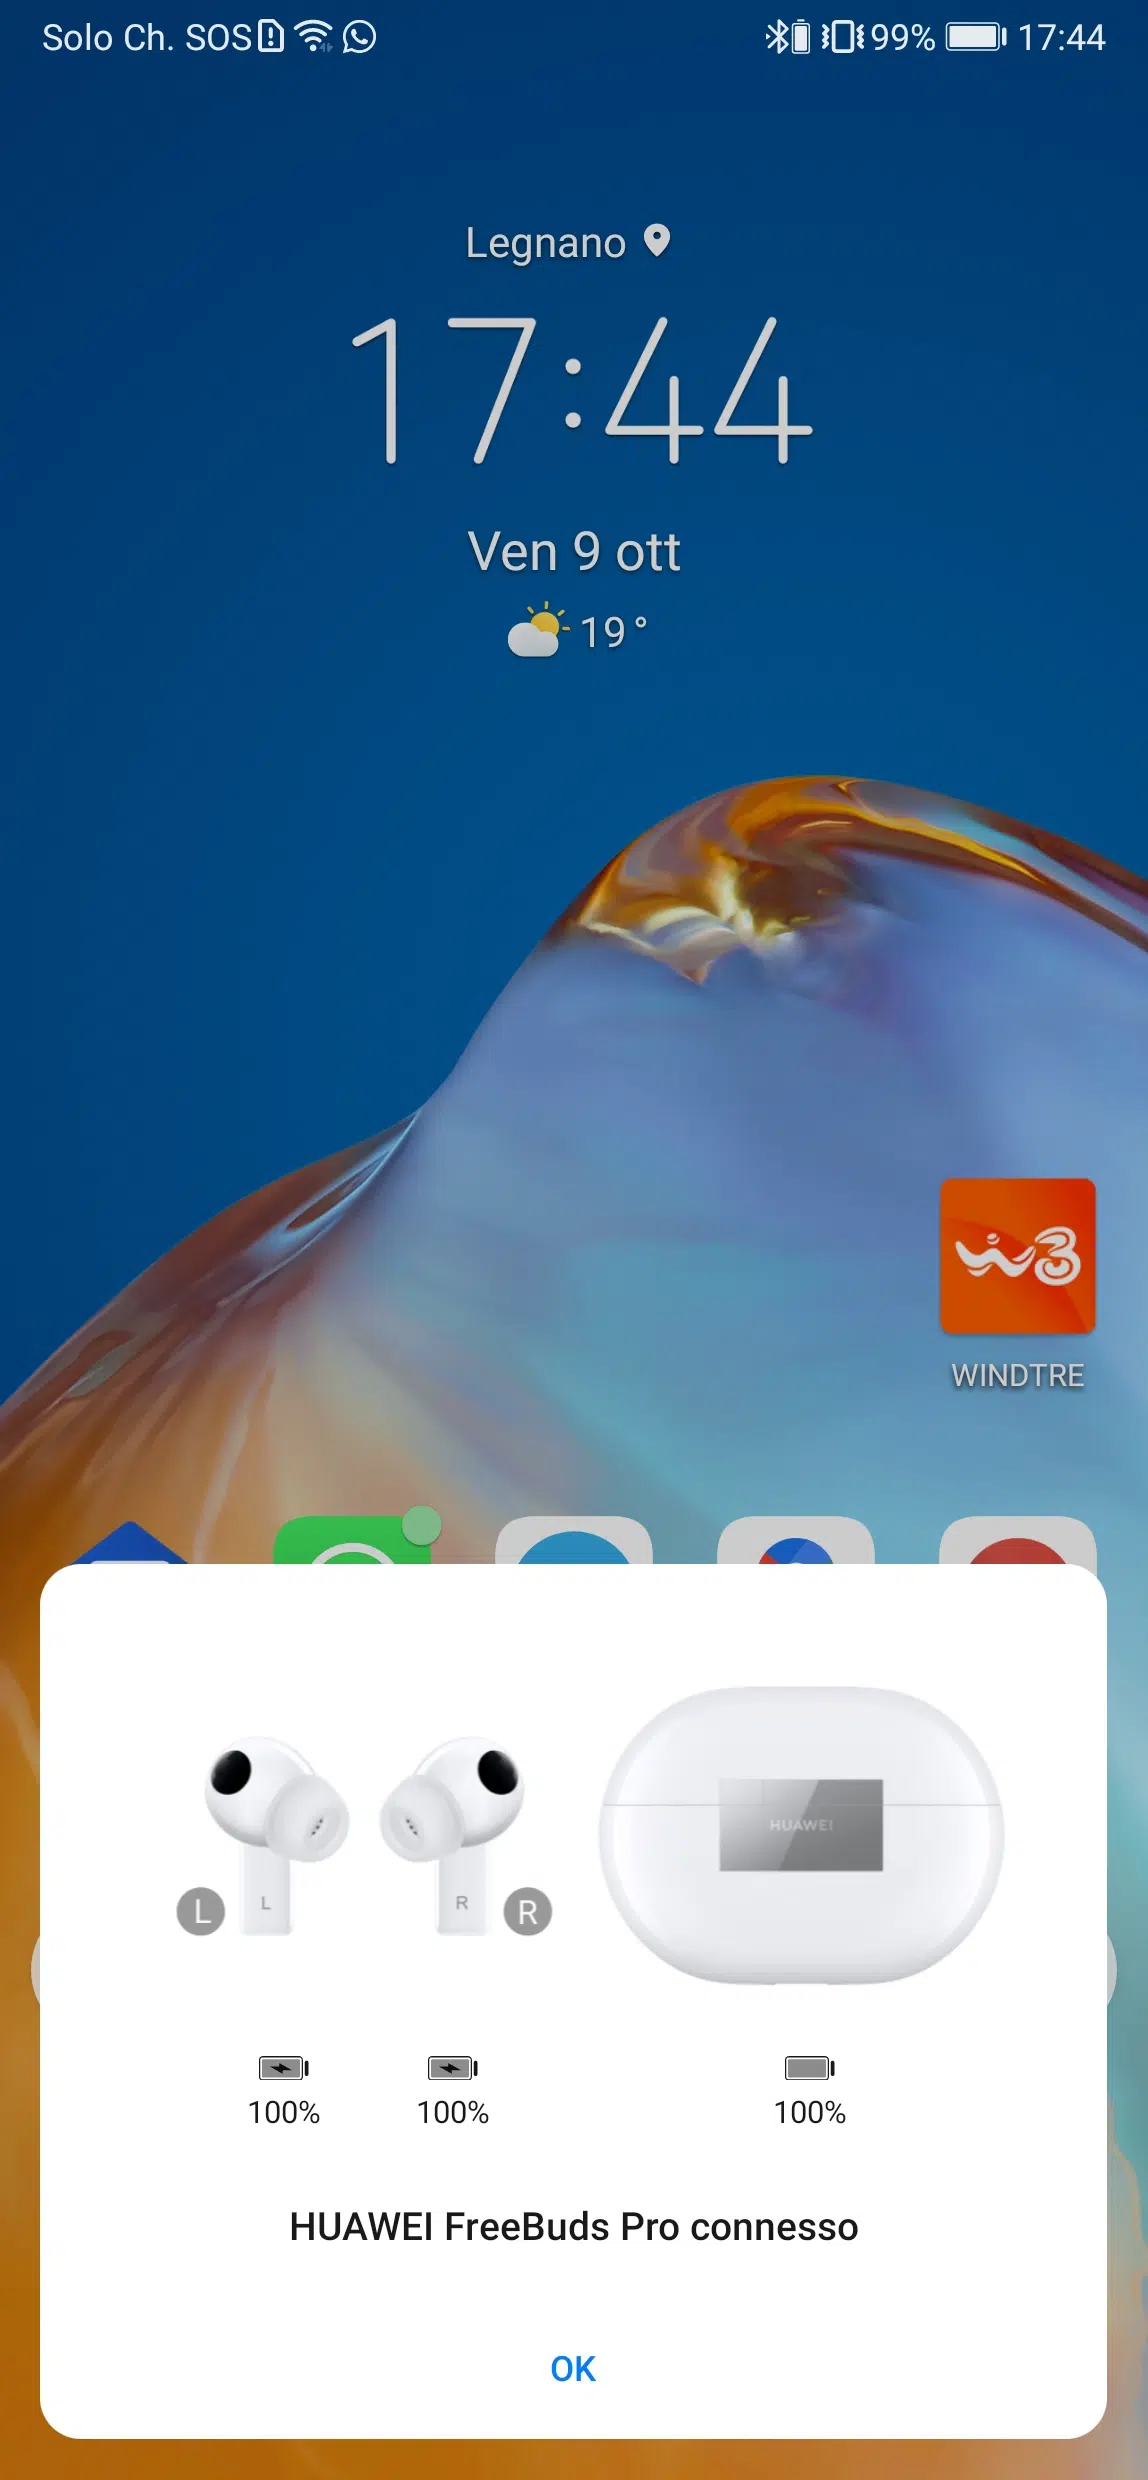 Solo Ch. SOS 99% 17:44
Legnano
17:44
Ven 9 ott
19°
W3
WINDTRE
HUAWEI
L L R R
100% 100% 100%
HUAWEI FreeBuds Pro connesso
OK